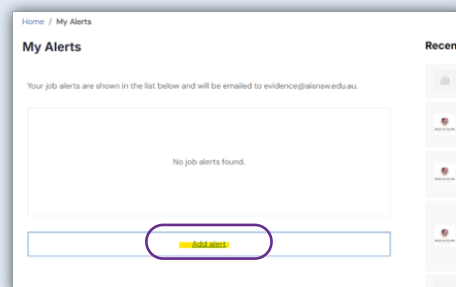 Home / My Alerts
My Alerts
Recen
Your job alerts are shown in the list below and will be emailed to evidence@aisnsw.edu.au.
No job alerts found.
Add alert